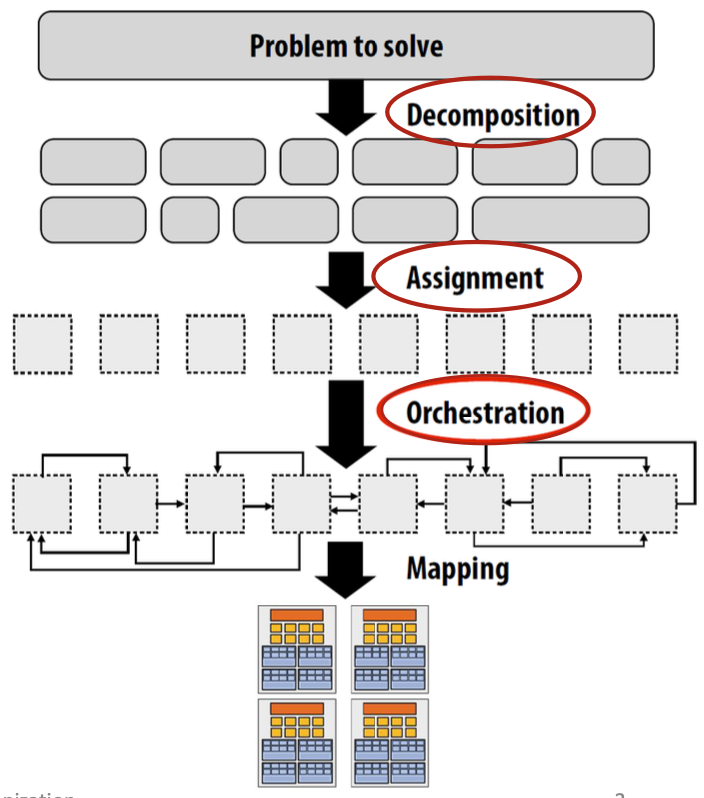 Problem to solve
Decomposition
Assignment
Orchestration
Mapping